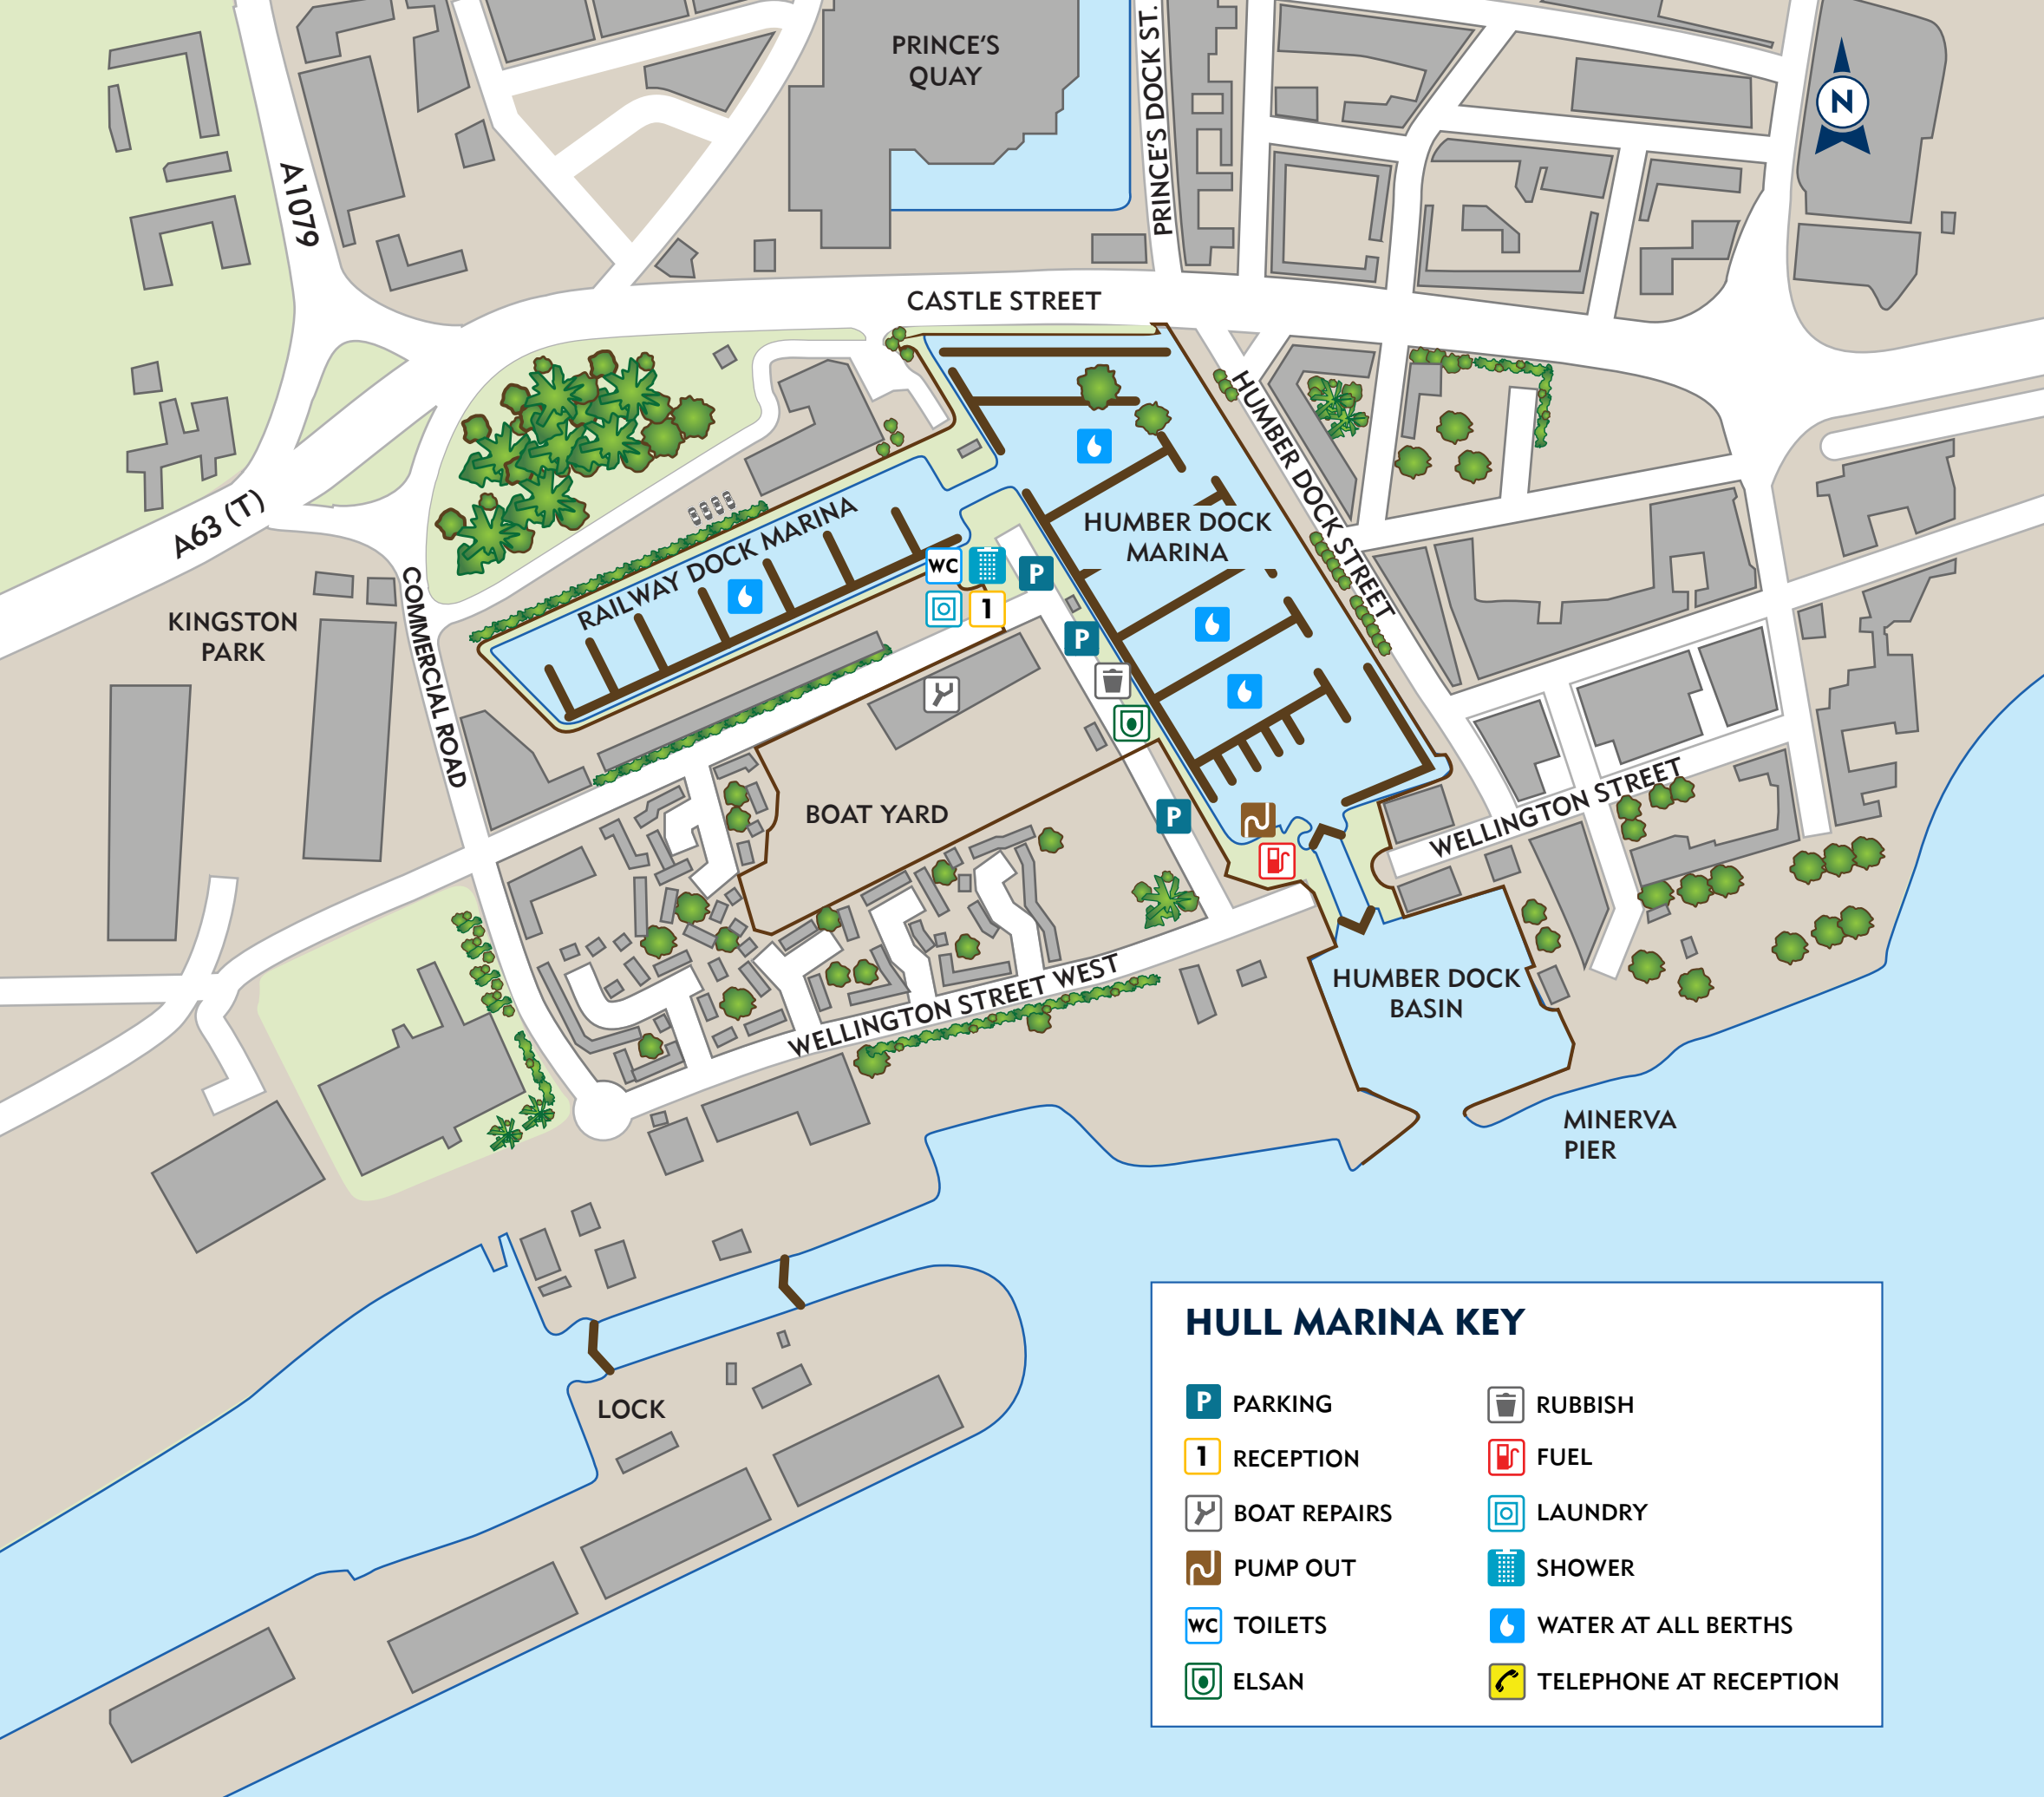 PRINCE'S
QUAY
PRINCE'S DOCK ST.
N
A1079
CASTLE STREET
HUMBER DOCK STREET
A63 (T)
RAILWAY DOCK MARINA
HUMBER DOCK
MARINA
WC
P
1
P
KINGSTON
PARK
COMMERCIAL ROAD
BOAT YARD
P
WELLINGTON STREET
WELLINGTON STREET WEST
HUMBER DOCK
BASIN
MINERVA
PIER
LOCK
HULL MARINA KEY
P PARKING
1 RECEPTION
BOAT REPAIRS
PUMP OUT
WC TOILETS
ELSAN
RUBBISH
FUEL
LAUNDRY
SHOWER
WATER AT ALL BERTHS
TELEPHONE AT RECEPTION